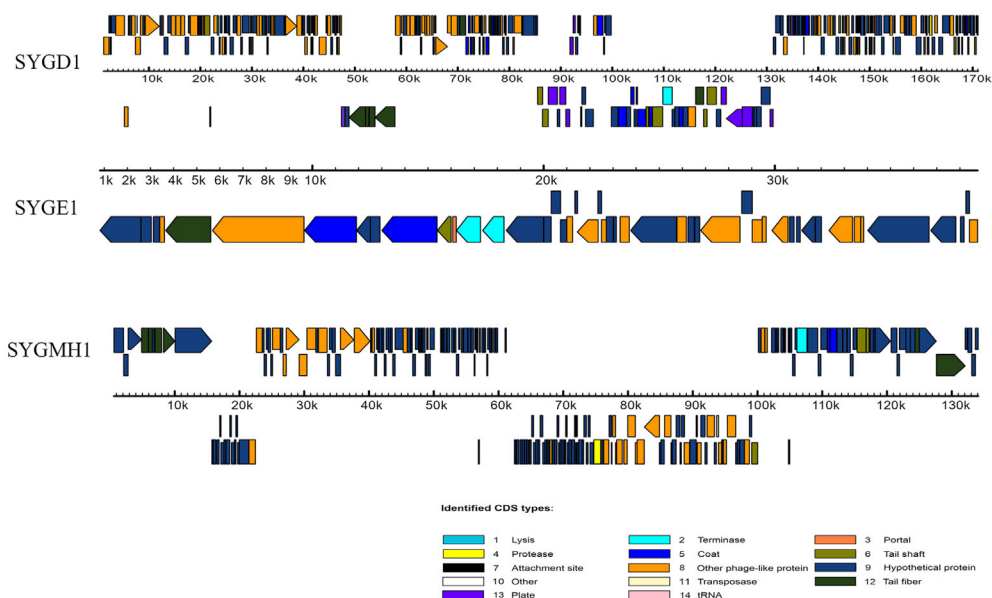 SYGD1
10k 20k 30k 40k 50k 60k 70k 80k 90k 100k 110k 120k 130k 140k 150k 160k 170k
SYGE1
1k 2k 3k 4k 5k 6k 7k 8k 9k 10k 20k 30k
SYGMH1
10k 20k 30k 40k 50k 60k 70k 80k 90k 100k 110k 120k 130k
Identified CDS types:
1 Lysis 2 Terminase 3 Portal
4 Protease 5 Coat 6 Tail shaft
7 Attachment site 8 Other phage-like protein 9 Hypothetical protein
10 Other 11 Transposase 12 Tail fiber
13 Plate 14 tRNA